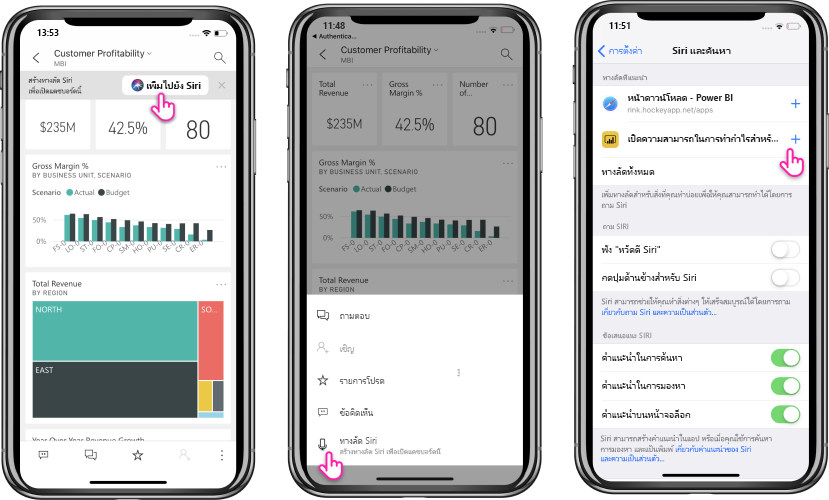 13:53
Customer Profitability
MBI
สร้างทางลัด Siri
เพื่อเปิดแดชบอร์ดนี้
เพิ่มไปยัง Siri
$235M
42.5%
80
Gross Margin %
BY BUSINESS UNIT, SCENARIO
Scenario Actual Budget
50%
0%
FS-0 LO-0 ST-0 FO-0 CP-0 SM-0 HO-0 PU-0 SE-0 CR-0 ER-0
Total Revenue
BY REGION
NORTH
SO...
EAST
Year Over Year Revenue Growth
11:48
Authentica...
Customer Profitability
MBI
Total Revenue
Gross Margin %
Number of...
$235M
42.5%
80
Gross Margin %
BY BUSINESS UNIT, SCENARIO
Scenario Actual Budget
50%
0%
FS-0 LO-0 ST-0 FO-0 CP-0 SM-0 HO-0 PU-0 SE-0 CR-0 ER-0
Total Revenue
BY REGION
ถามตอบ
เชิญ
รายการโปรด
ข้อคิดเห็น
ทางลัด Siri
สร้างทางลัด Siri เพื่อเปิดแดชบอร์ดนี้
11:51
การตั้งค่า
Siri และค้นหา
ทางลัดที่แนะนำ
หน้าดาวน์โหลด - Power BI
rink.hockeyapp.net/apps
เปิดความสามารถในการทำกำไรสำหรั...
ทางลัดทั้งหมด
เพิ่มทางลัดสำหรับสิ่งที่คุณทำบ่อยเพื่อให้คุณสามารถทำได้โดยการ
ถาม Siri
ถาม SIRI
ฟัง "หวัดดี Siri"
กดปุ่มด้านข้างสำหรับ Siri
Siri สามารถช่วยให้คุณทำสิ่งต่างๆ ให้เสร็จสมบูรณ์ได้โดยการถาม
เกี่ยวกับถาม Siri และความเป็นส่วนตัว...
ข้อเสนอแนะ SIRI
คำแนะนำในการค้นหา
คำแนะนำในการมองหา
คำแนะนำบนหน้าจอล็อก
Siri สามารถสร้างคำแนะนำในแอป หรือเมื่อคุณใช้การค้นหา
การมองหา และแป้นพิมพ์ เกี่ยวกับคำแนะนำของ Siri
และความเป็นส่วนตัว...